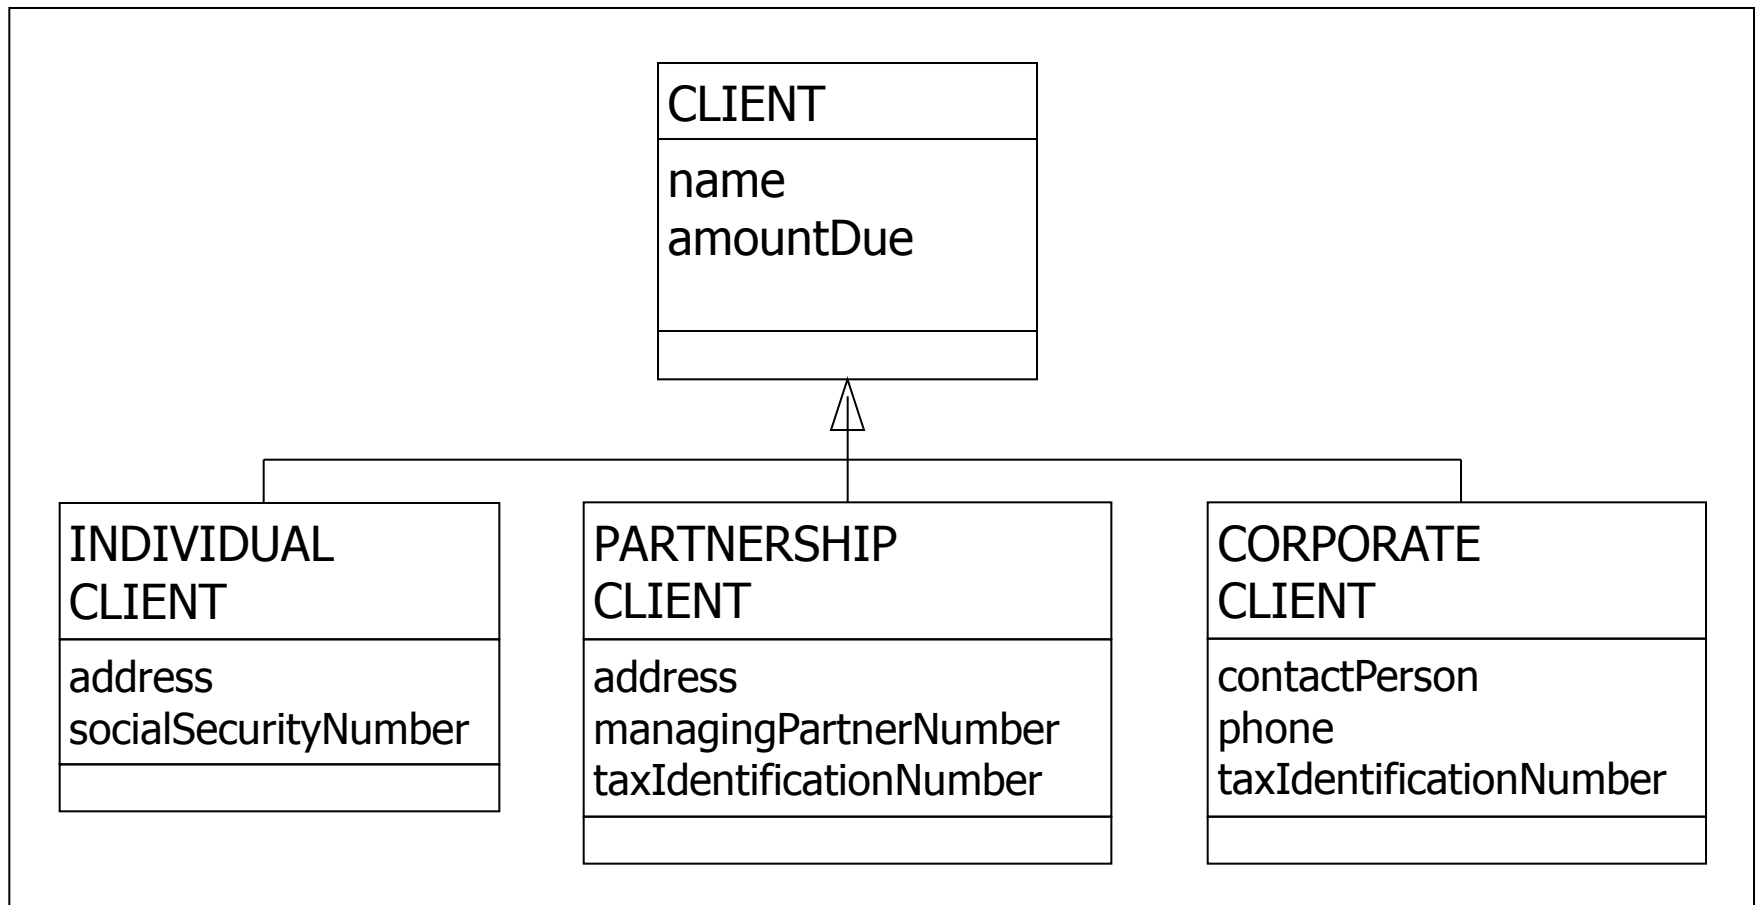 CLIENT
name
amountDue
INDIVIDUAL
CLIENT
address
socialSecurityNumber
PARTNERSHIP
CLIENT
address
managingPartnerNumber
taxIdentificationNumber
CORPORATE
CLIENT
contactPerson
phone
taxIdentificationNumber